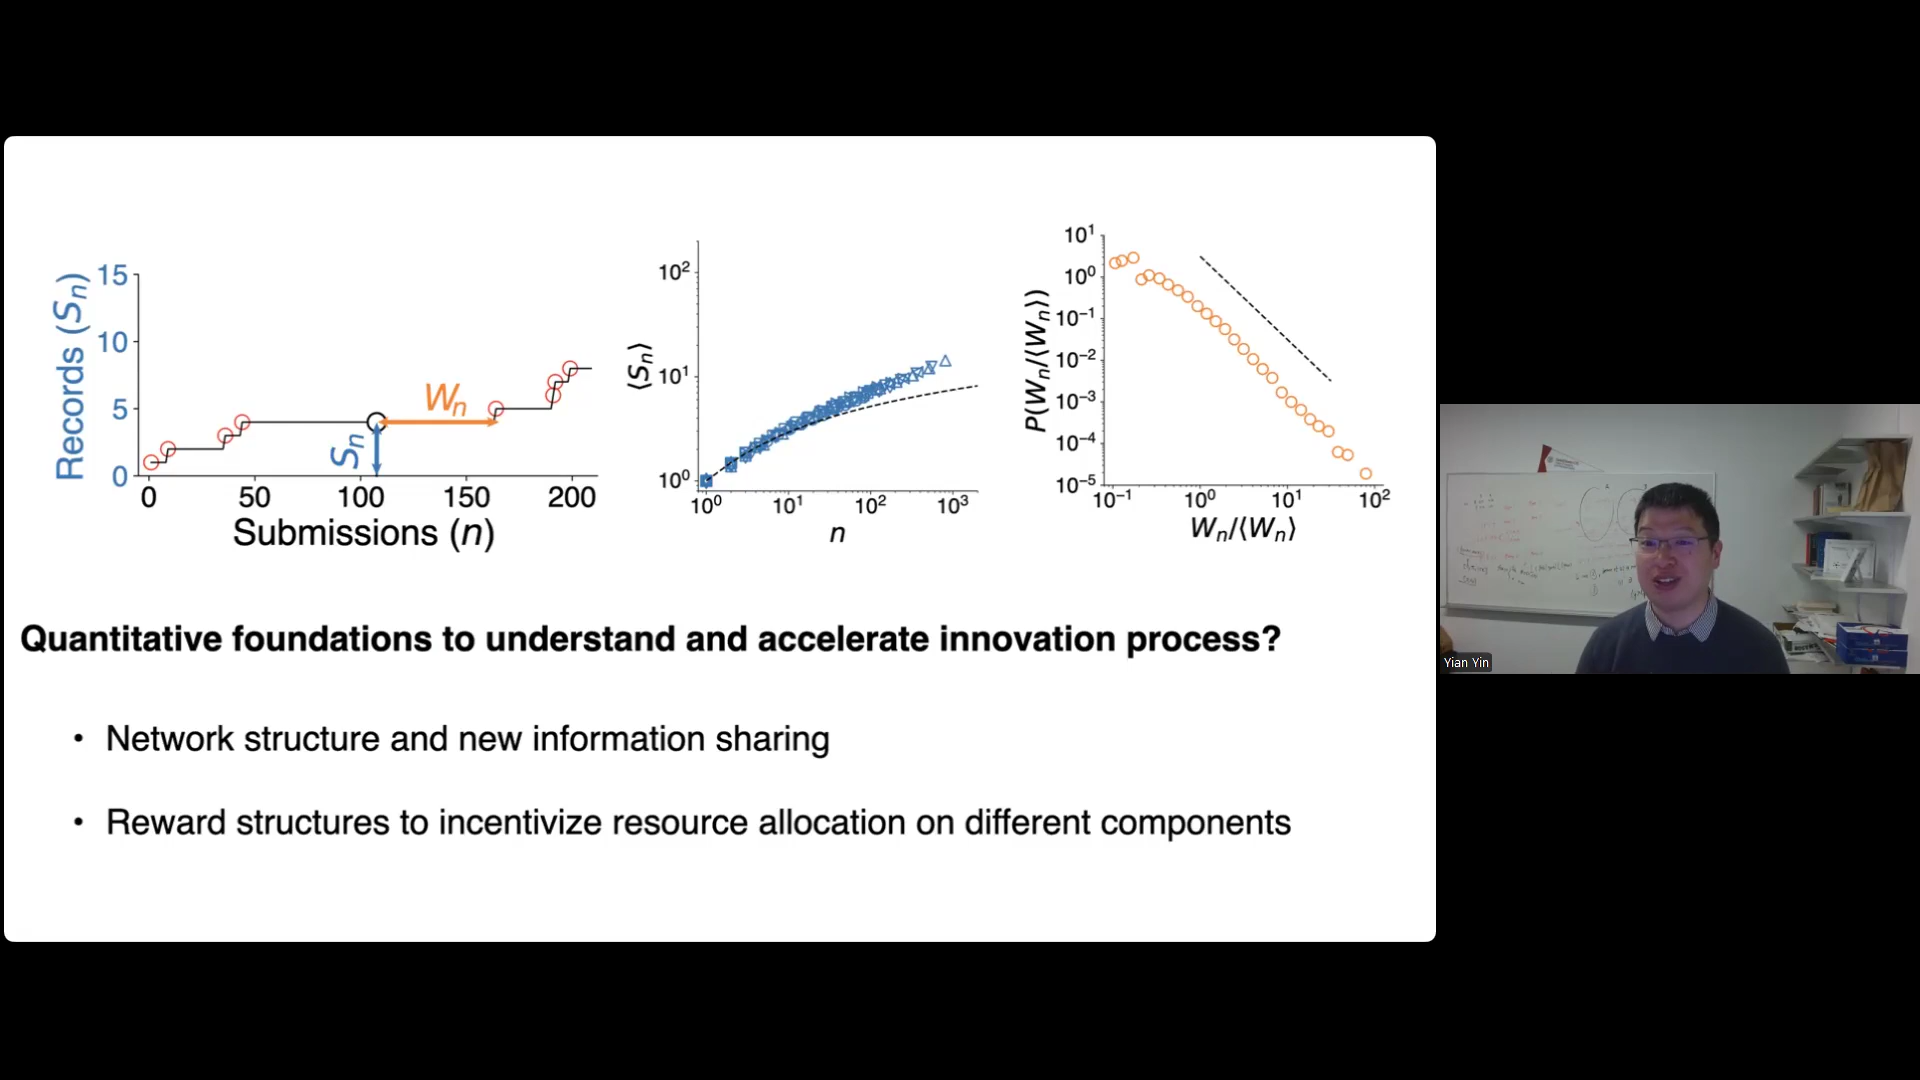 Records (Sn)
15
10
5
0
Wn
Sn
0 50 100 150 200
Submissions (n)
⟨Sn⟩
10²
10¹
10⁰
10⁰ 10¹ 10² 10³
n
P(Wn/⟨Wn⟩)
10¹
10⁰
10⁻¹
10⁻²
10⁻³
10⁻⁴
10⁻⁵
10⁻¹ 10⁰ 10¹ 10²
Wn/⟨Wn⟩
Quantitative foundations to understand and accelerate innovation process?
• Network structure and new information sharing
• Reward structures to incentivize resource allocation on different components
Yian Yin